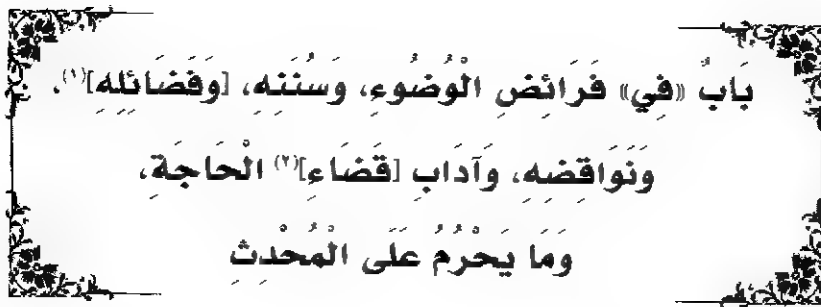 بَابٌ «فِي» فَرَائِضِ الْوُضُوءِ، وَسُنَنِهِ، [وَفَضَائِلِهِ](١)،
وَنَوَاقِضِهِ، وَآدَابِ [قَضَاءِ](٢) الْحَاجَةِ،
وَمَا يَحْرُمُ عَلَى الْمُحْدِثِ